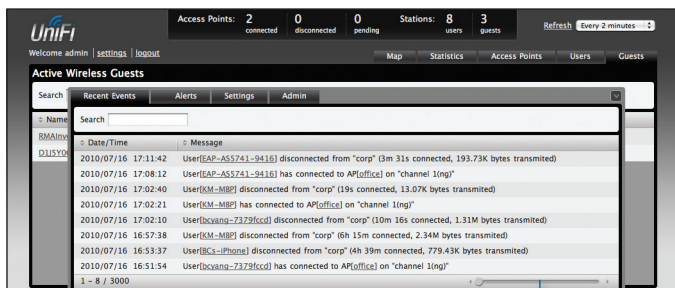 Access Points: 2 0 0 Stations: 8 3
connected disconnected pending users guests
Refresh Every 2 minutes
UniFi
Welcome admin | settings | logout
Map Statistics Access Points Users Guests
Active Wireless Guests
Search
Recent Events Alerts Settings Admin
Name
Search
RMAInv
D1J5Y0
Date/Time Message
2010/07/16 17:11:42 User[EAP-AS5741-9416] disconnected from "corp" (3m 31s connected, 193.73K bytes transmited)
2010/07/16 17:08:12 User[EAP-AS5741-9416] has connected to AP[office] on "channel 1(ng)"
2010/07/16 17:02:40 User[KM-MBP] disconnected from "corp" (19s connected, 13.07K bytes transmited)
2010/07/16 17:02:21 User[KM-MBP] has connected to AP[office] on "channel 1(ng)"
2010/07/16 17:02:10 User[bcyang-7379fccd] disconnected from "corp" (10m 16s connected, 1.31M bytes transmited)
2010/07/16 16:57:38 User[KM-MBP] disconnected from "corp" (6h 15m connected, 2.34M bytes transmited)
2010/07/16 16:53:37 User[BCs-iPhone] disconnected from "corp" (4h 39m connected, 779.43K bytes transmited)
2010/07/16 16:51:54 User[bcyang-7379fccd] has connected to AP[office] on "channel 1(ng)"
1 - 8 / 3000